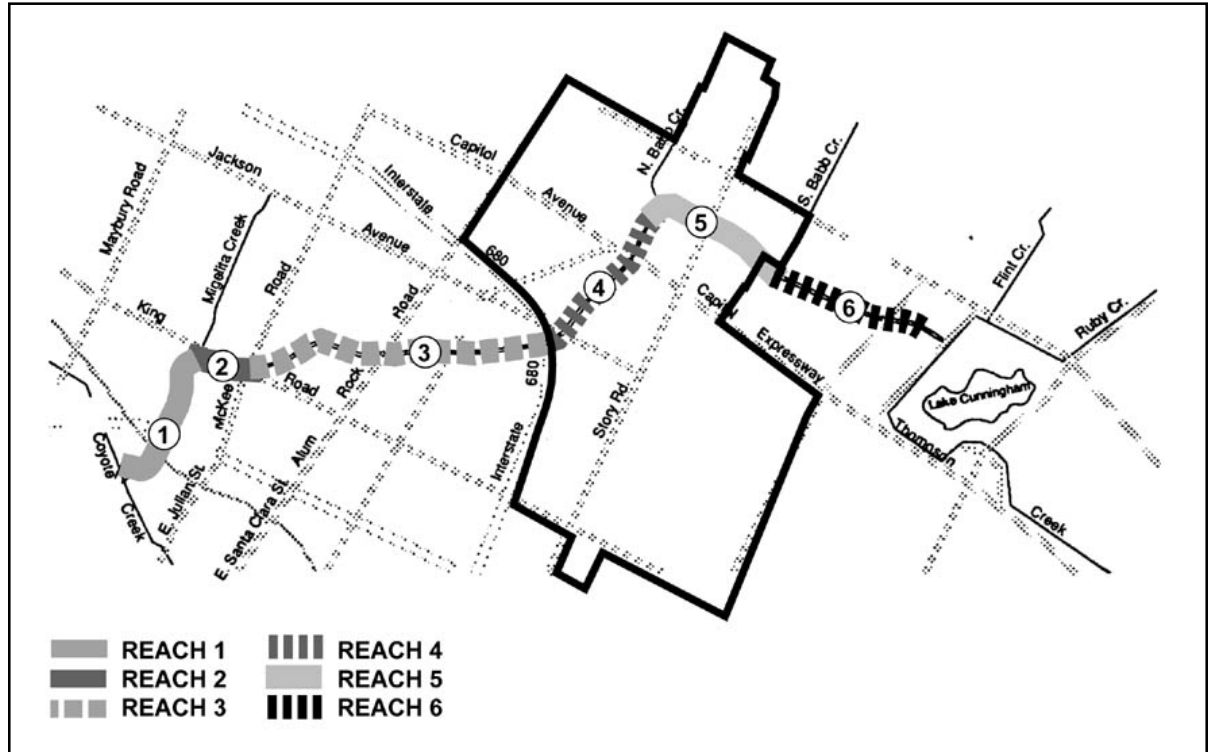 N. Babb Cr.
S. Babb Cr.
Capitol
Avenue
Jackson
Avenue
Interstate
680
Maybury Road
Migelita Creek
Road
Road
King
Road
Flint Cr.
Ruby Cr.
Capitol
Expressway
Lake Cunningham
Thompson
Creek
McKee
Rock
Alum
680
Interstate
Story Rd.
Coyote
Creek
E. Julian St.
E. Santa Clara St.
1
2
3
4
5
6
REACH 1
REACH 2
REACH 3
REACH 4
REACH 5
REACH 6